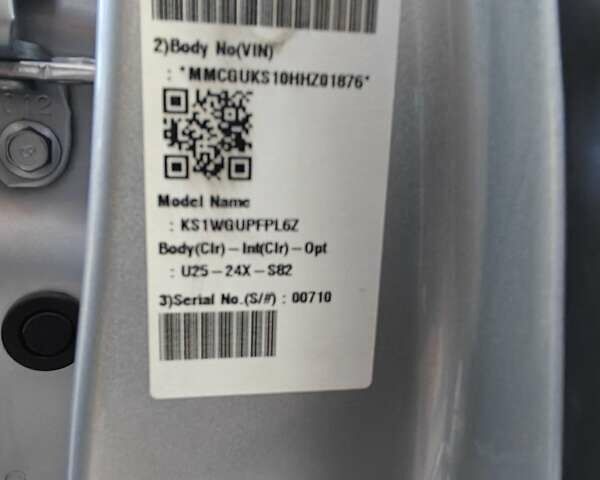 2)Body No(VIN)
: *MMCGUKS10HHZ01876*
Model Name
: KS1WGUPFPL6Z
Body(Clr)-Int(Clr)-Opt
: U25-24X-S82
3)Serial No.(S/#) : 00710